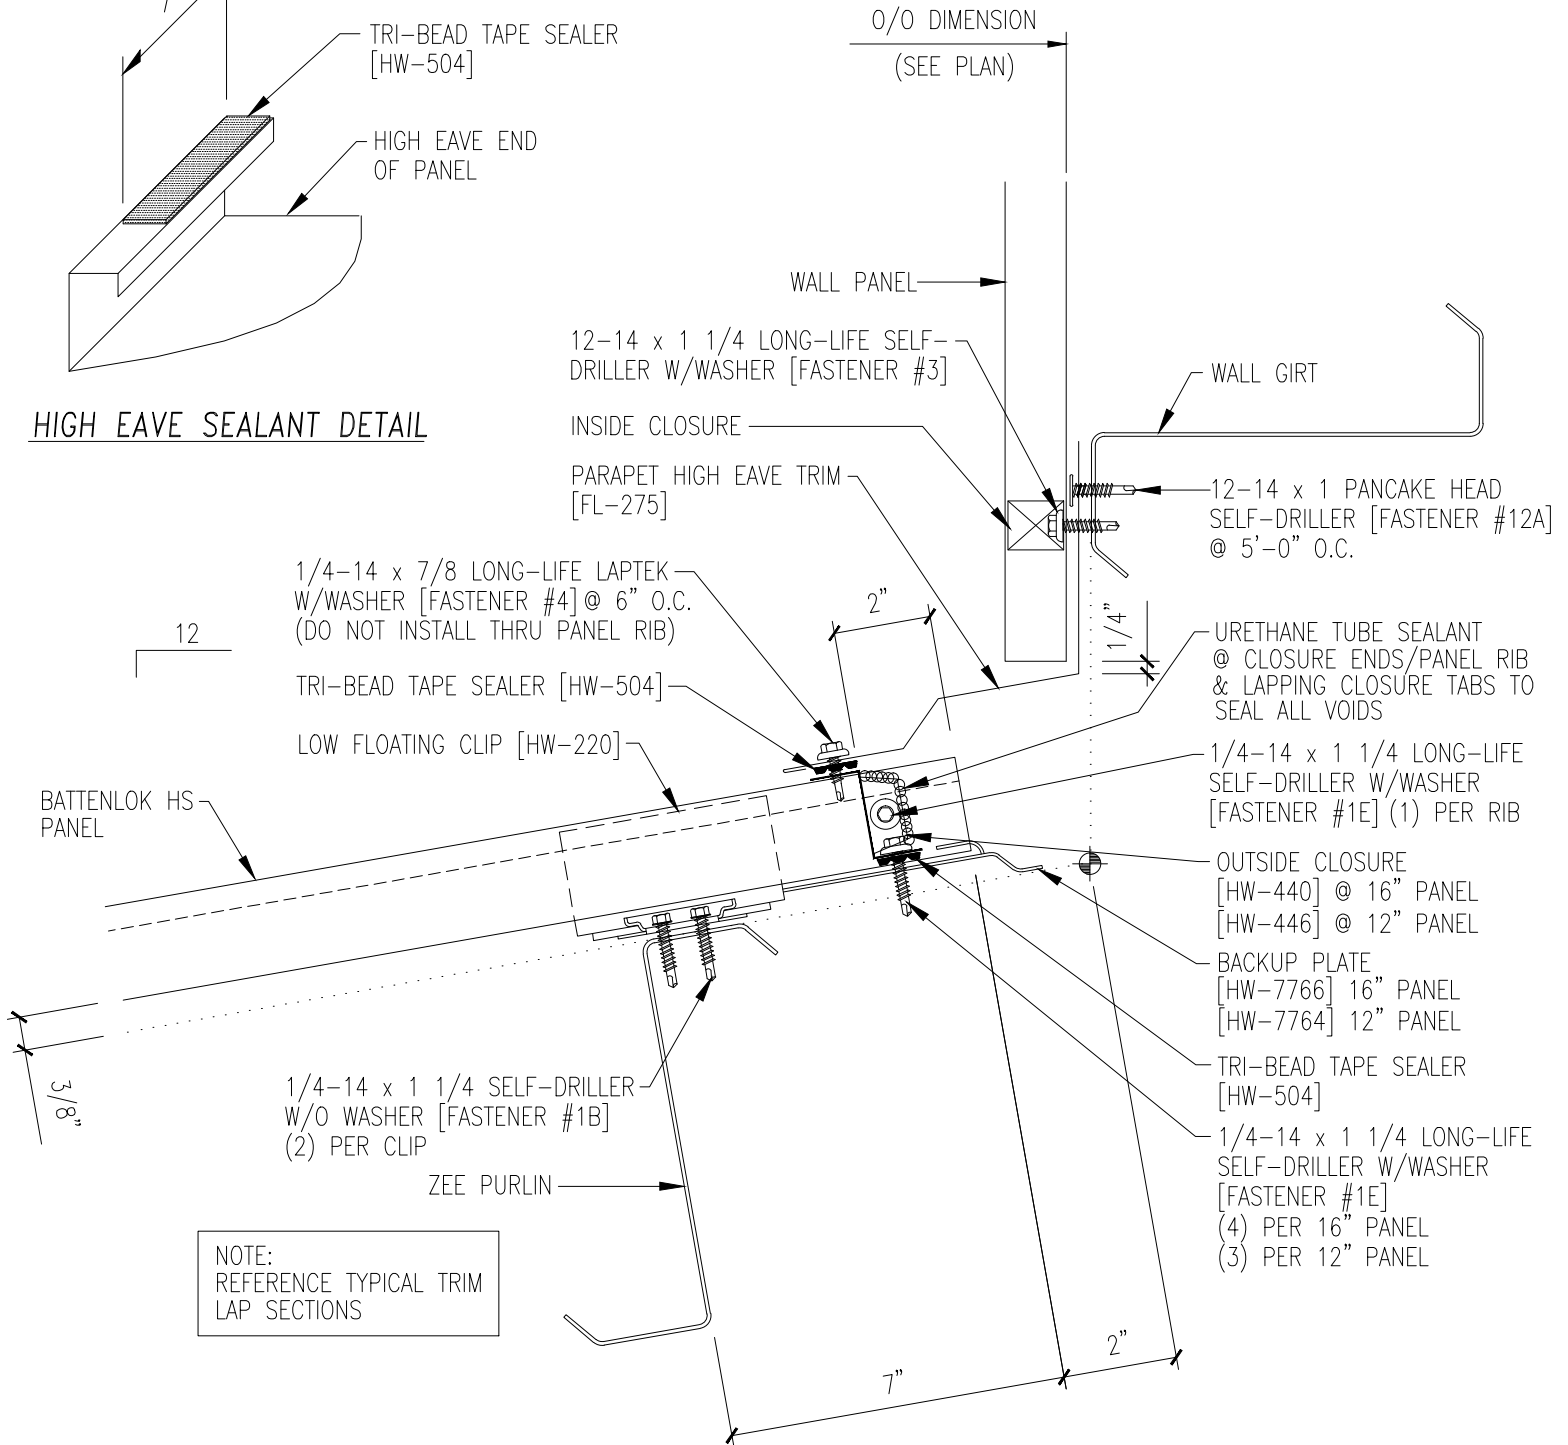 TRI-BEAD TAPE SEALER
[HW-504]
HIGH EAVE END
OF PANEL
HIGH EAVE SEALANT DETAIL
O/O DIMENSION
(SEE PLAN)
WALL PANEL
12-14 x 1 1/4 LONG-LIFE SELF-
DRILLER W/WASHER [FASTENER #3]
INSIDE CLOSURE
PARAPET HIGH EAVE TRIM
[FL-275]
1/4-14 x 7/8 LONG-LIFE LAPTEK
W/WASHER [FASTENER #4] @ 6" O.C.
(DO NOT INSTALL THRU PANEL RIB)
TRI-BEAD TAPE SEALER [HW-504]
LOW FLOATING CLIP [HW-220]
12
BATTENLOK HS
PANEL
3/8"
2"
1/4"
WALL GIRT
12-14 x 1 PANCAKE HEAD
SELF-DRILLER [FASTENER #12A]
@ 5'-0" O.C.
URETHANE TUBE SEALANT
@ CLOSURE ENDS/PANEL RIB
& LAPPING CLOSURE TABS TO
SEAL ALL VOIDS
1/4-14 x 1 1/4 LONG-LIFE
SELF-DRILLER W/WASHER
[FASTENER #1E] (1) PER RIB
OUTSIDE CLOSURE
[HW-440] @ 16" PANEL
[HW-446] @ 12" PANEL
BACKUP PLATE
[HW-7766] 16" PANEL
[HW-7764] 12" PANEL
TRI-BEAD TAPE SEALER
[HW-504]
1/4-14 x 1 1/4 LONG-LIFE
SELF-DRILLER W/WASHER
[FASTENER #1E]
(4) PER 16" PANEL
(3) PER 12" PANEL
1/4-14 x 1 1/4 SELF-DRILLER
W/O WASHER [FASTENER #1B]
(2) PER CLIP
ZEE PURLIN
NOTE:
REFERENCE TYPICAL TRIM
LAP SECTIONS
7"
2"